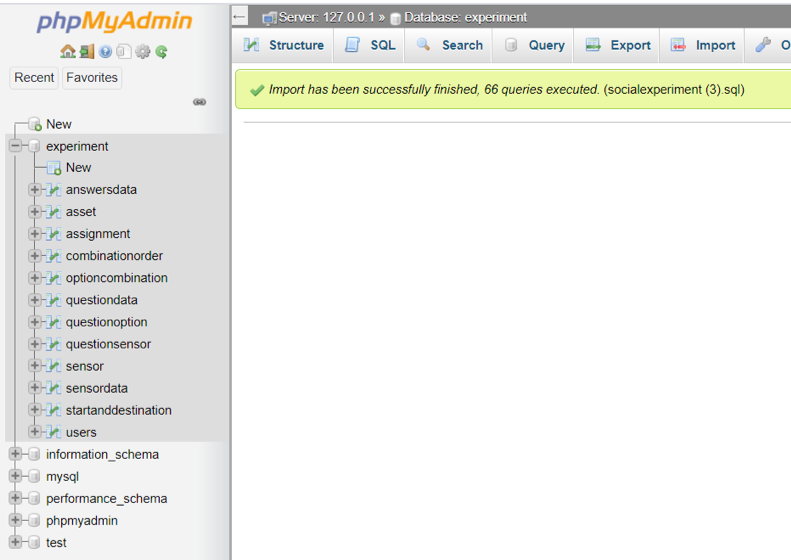 phpMyAdmin
Recent Favorites
New
experiment
New
answersdata
asset
assignment
combinationorder
optioncombination
questiondata
questionoption
questionsensor
sensor
sensordata
startanddestination
users
information_schema
mysql
performance_schema
phpmyadmin
test
Server: 127.0.0.1 » Database: experiment
Structure SQL Search Query Export Import O
Import has been successfully finished, 66 queries executed. (socialexperiment (3).sql)